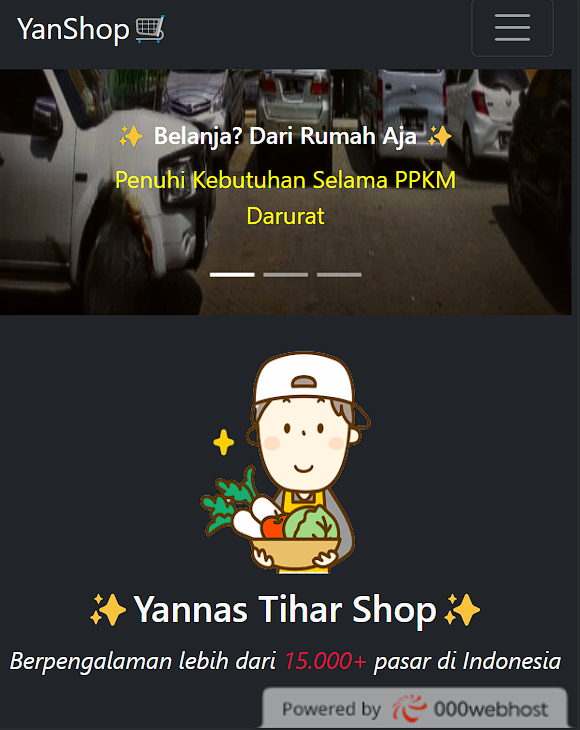 YanShop🛒
✨ Belanja? Dari Rumah Aja ✨
Penuhi Kebutuhan Selama PPKM
Darurat
✨Yannas Tihar Shop✨
Berpengalaman lebih dari 15.000+ pasar di Indonesia
Powered by 000webhost